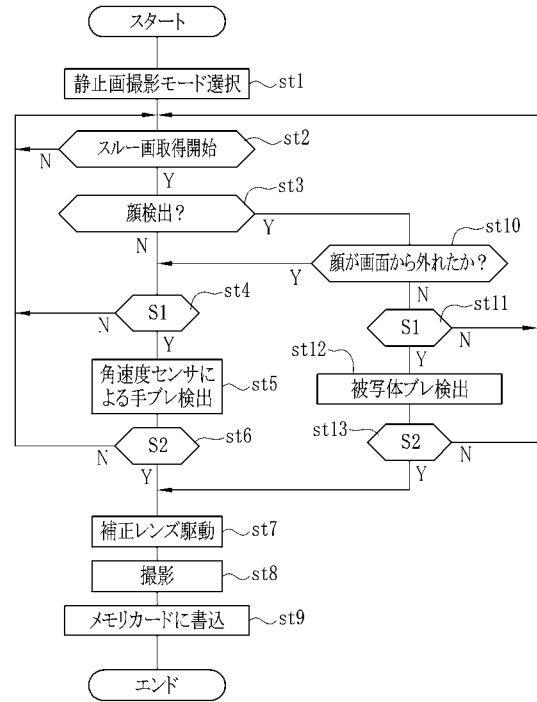 スタート
静止画撮影モード選択
st1
スルー画取得開始
st2
N
Y
顔検出?
st3
Y
N
顔が画面から外れたか?
st10
Y
N
S1
st4
N
Y
S1
st11
N
Y
角速度センサに
よる手ブレ検出
st5
st12
被写体ブレ検出
S2
st6
N
Y
st13
S2
N
Y
補正レンズ駆動
st7
撮影
st8
メモリカードに書込
st9
エンド